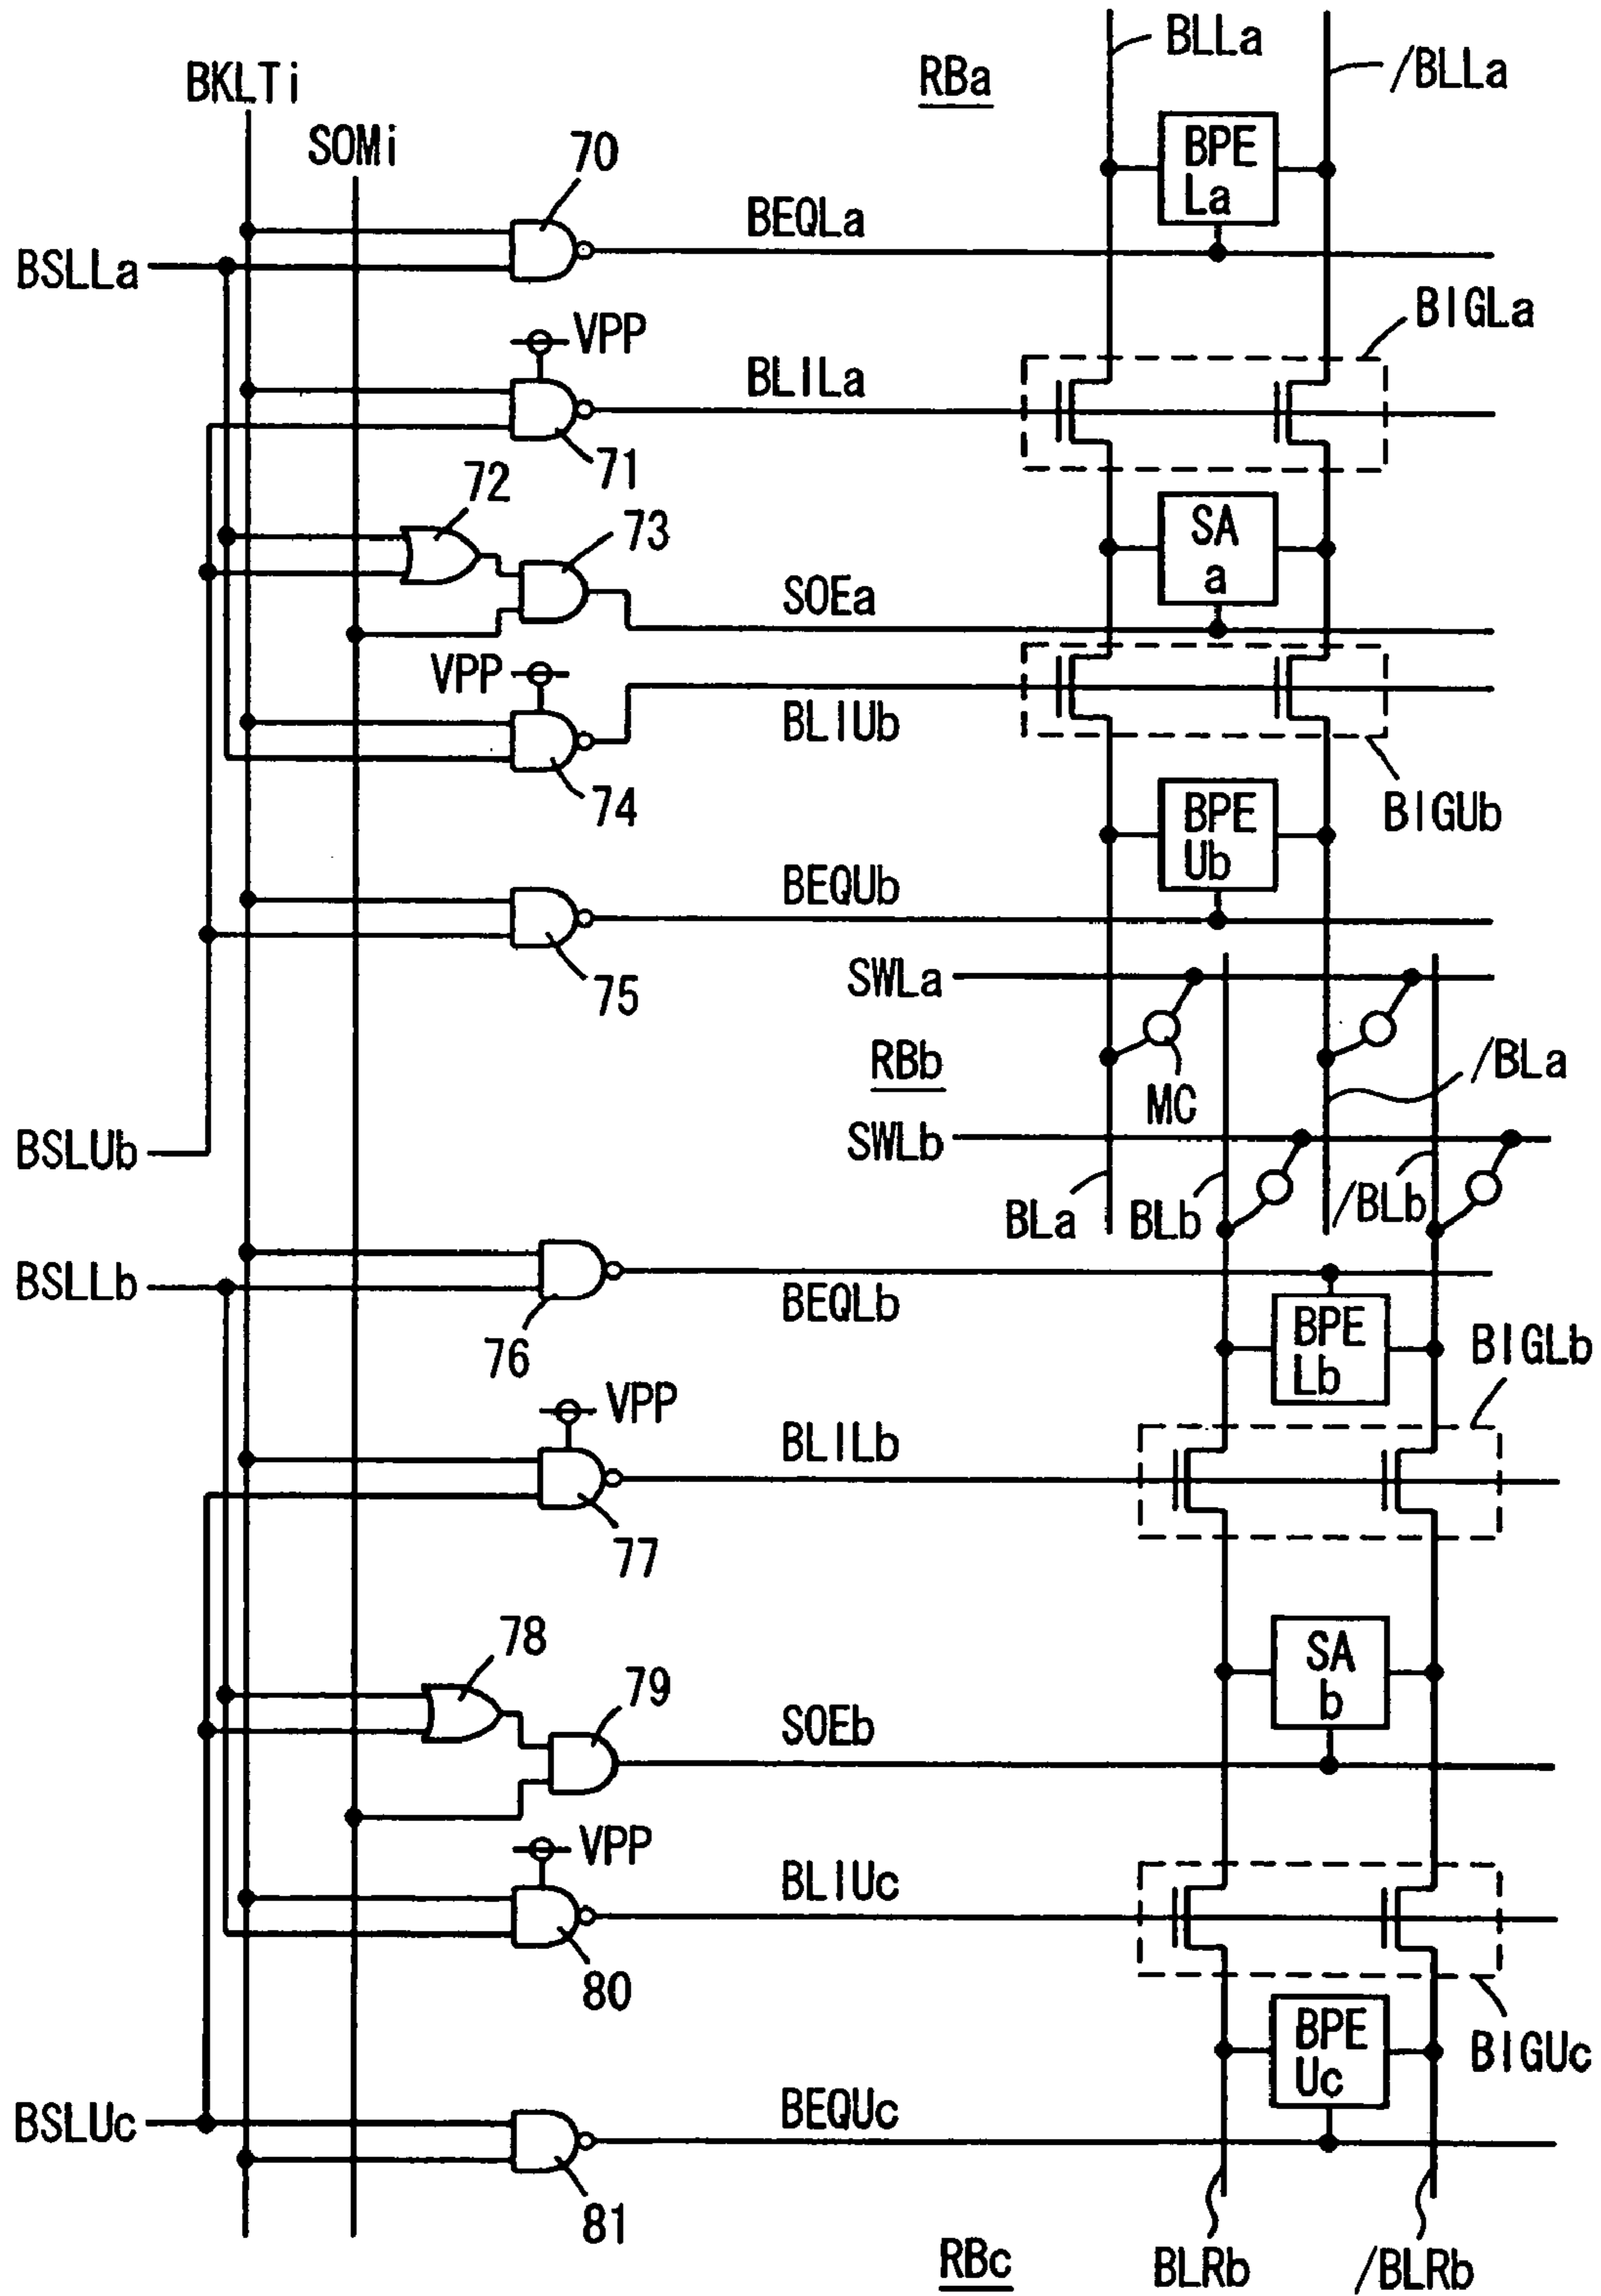 BLLa
/BLLa
RBa
BKLTi
SOMi
70
BPE
La
BEQLa
BSLLa
BIGLa
VPP
BLILa
71
72
73
SA
a
SOEa
VPP
BLIUb
74
BIGUb
BPE
Ub
BEQUb
75
SWLa
RBb
MC
/BLa
SWLb
BSLUb
BLa
BLb
/BLb
BSLLb
BEQLb
76
BPE
Lb
BIGLb
VPP
BLILb
77
78
79
SA
b
SOEb
VPP
BLIUc
80
BPE
Uc
BIGUc
BSLUc
BEQUc
81
RBc
BLRb
/BLRb